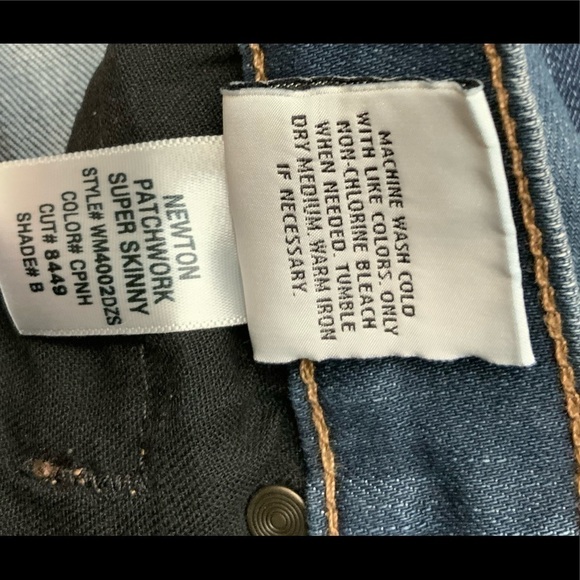 NEWTON
PATCHWORK
SUPER SKINNY
STYLE# WM4002DZS
COLOR# CPNH
CUT# 8449
SHADE# B
MACHINE WASH COLD
WITH LIKE COLORS. ONLY
NON-CHLORINE BLEACH
WHEN NEEDED. TUMBLE
DRY MEDIUM. WARM IRON
IF NECESSARY.